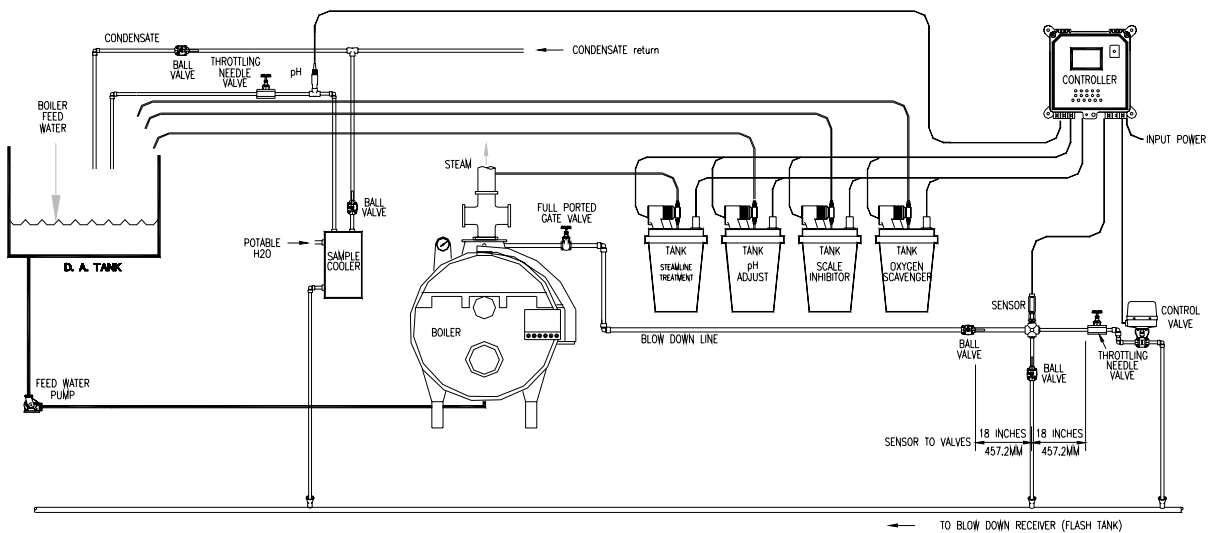 CONDENSATE
BALL
VALVE
THROTTLING
NEEDLE
VALVE
pH
CONDENSATE return
CONTROLLER
INPUT POWER
BOILER
FEED
WATER
D. A. TANK
POTABLE
H2O
BALL
VALVE
SAMPLE
COOLER
STEAM
FULL PORTED
GATE VALVE
TANK
STEAMLINE
TREATMENT
TANK
pH
ADJUST
TANK
SCALE
INHIBITOR
TANK
OXYGEN
SCAVENGER
SENSOR
CONTROL
VALVE
BOILER
BLOW DOWN LINE
BALL
VALVE
BALL
VALVE
THROTTLING
NEEDLE
VALVE
FEED WATER
PUMP
SENSOR TO VALVES
18 INCHES
457.2MM
18 INCHES
457.2MM
TO BLOW DOWN RECEIVER (FLASH TANK)